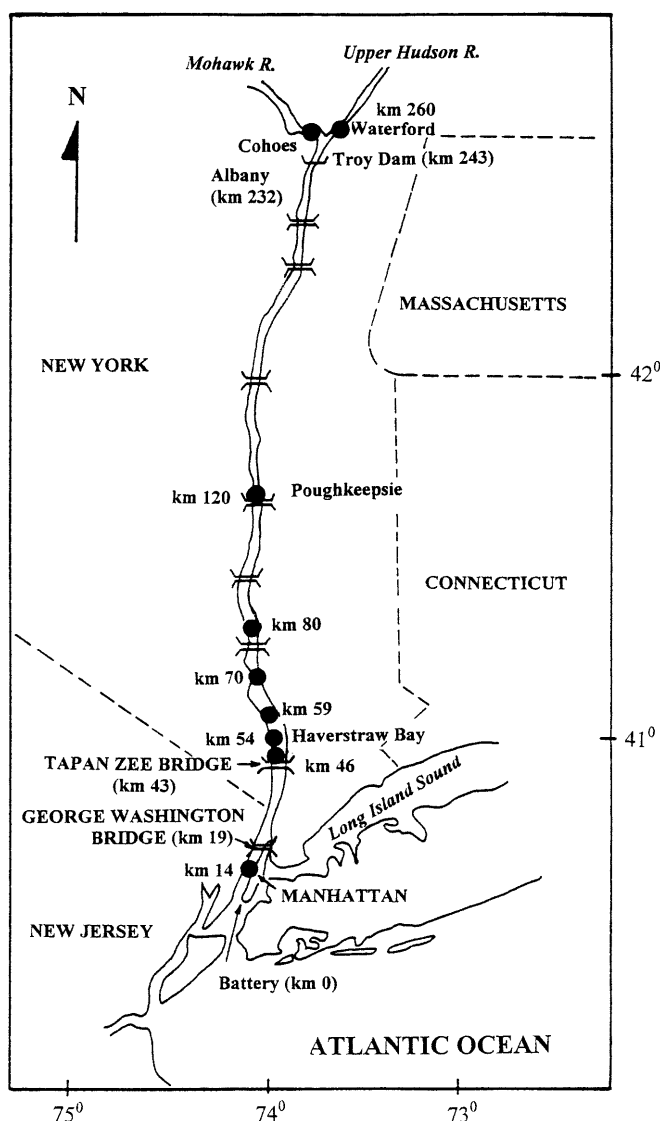 Mohawk R.
Upper Hudson R.
N
km 260
Waterford
Cohoes
Troy Dam (km 243)
Albany
(km 232)
MASSACHUSETTS
NEW YORK
42⁰
km 120
Poughkeepsie
CONNECTICUT
km 80
km 70
km 59
km 54
Haverstraw Bay
41⁰
TAPAN ZEE BRIDGE
(km 43)
km 46
Long Island Sound
GEORGE WASHINGTON
BRIDGE (km 19)
km 14
MANHATTAN
NEW JERSEY
Battery (km 0)
ATLANTIC OCEAN
75⁰
74⁰
73⁰